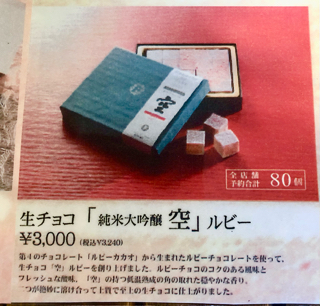 空
全店舗
予約合計 80個
生チョコ「純米大吟醸 空」ルビー
¥3,000（税込¥3,240）
第4のチョコレート「ルビーカカオ」から生まれたルビーチョコレートを使って、
生チョコ「空」ルビーを創り上げました。ルビーチョコのコクのある風味と
フレッシュな酸味、「空」の持つ低温熟成の角の取れた穏やかな香り、
二つが絶妙に溶け合って上質で至上の生チョコに仕上がりました。